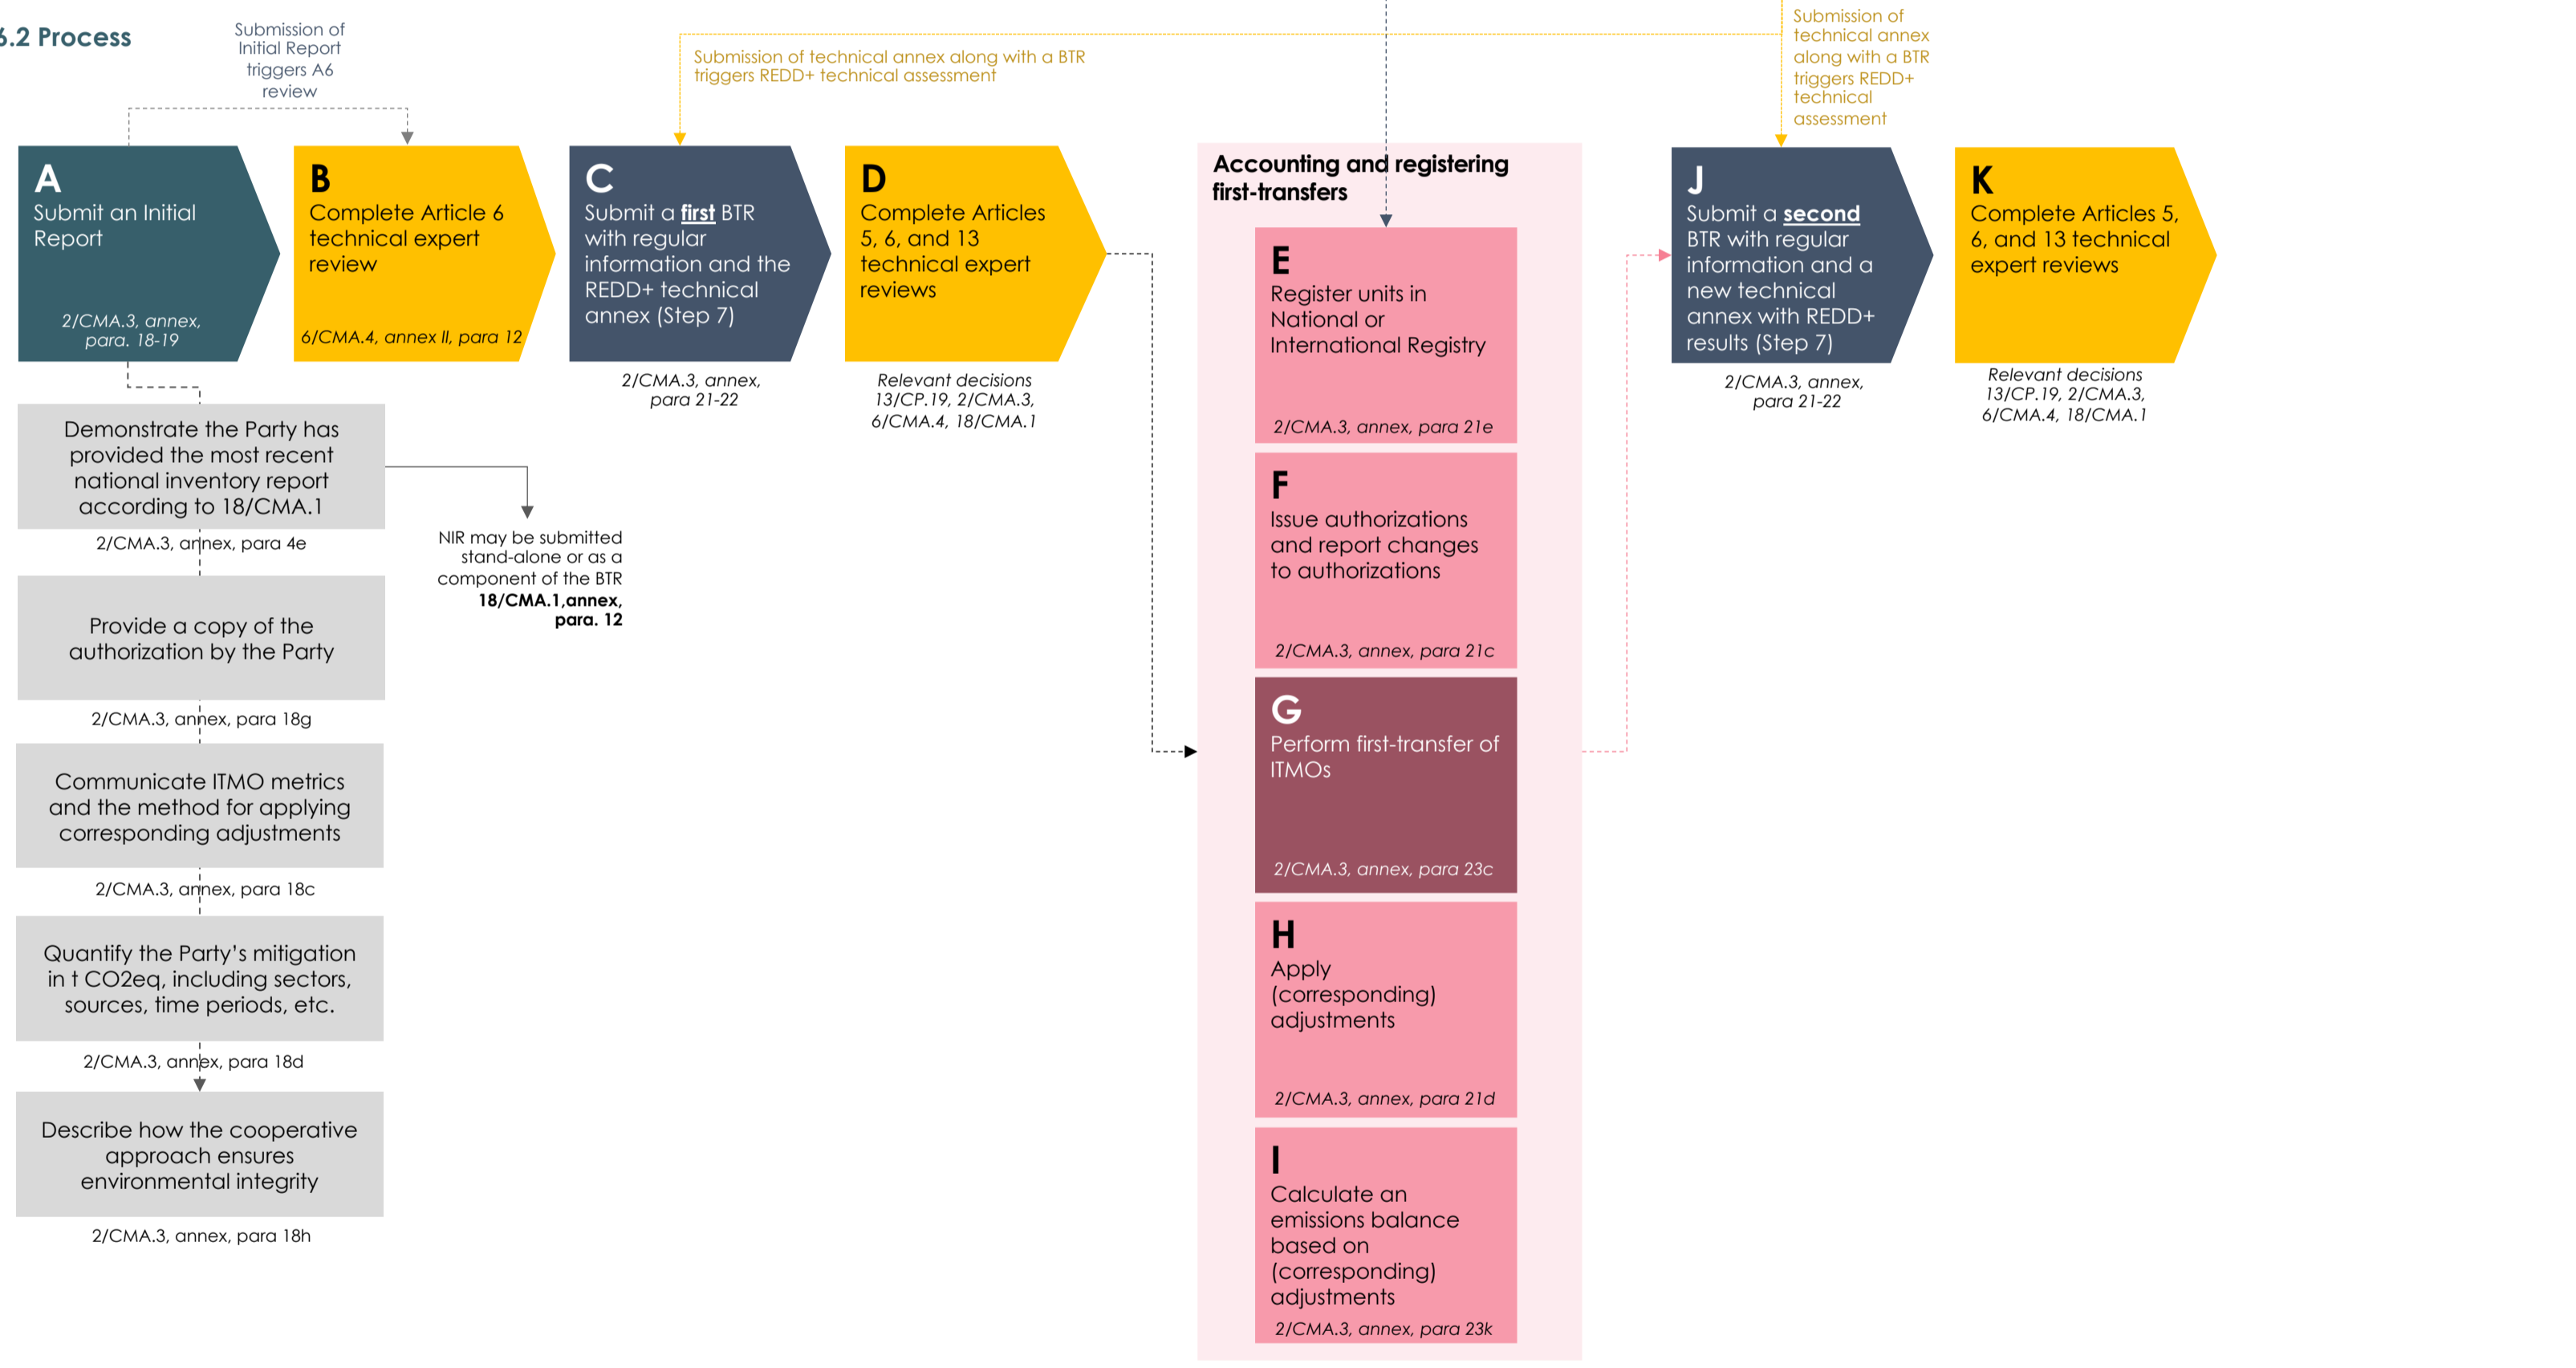 6.2 Process
Submission of
Initial Report
triggers A6
review
Submission of technical annex along with a BTR
triggers REDD+ technical assessment
Submission of
technical annex
along with a BTR
triggers REDD+
technical
assessment
A
Submit an Initial
Report
2/CMA.3, annex,
para. 18-19
B
Complete Article 6
technical expert
review
6/CMA.4, annex II, para 12
C
Submit a first BTR
with regular
information and the
REDD+ technical
annex (Step 7)
2/CMA.3, annex,
para 21-22
D
Complete Articles
5, 6, and 13
technical expert
reviews
Relevant decisions
13/CP.19, 2/CMA.3,
6/CMA.4, 18/CMA.1
Demonstrate the Party has
provided the most recent
national inventory report
according to 18/CMA.1
2/CMA.3, annex, para 4e
NIR may be submitted
stand-alone or as a
component of the BTR
18/CMA.1,annex,
para. 12
Provide a copy of the
authorization by the Party
2/CMA.3, annex, para 18g
Communicate ITMO metrics
and the method for applying
corresponding adjustments
2/CMA.3, annex, para 18c
Quantify the Party's mitigation
in t CO2eq, including sectors,
sources, time periods, etc.
2/CMA.3, annex, para 18d
Describe how the cooperative
approach ensures
environmental integrity
2/CMA.3, annex, para 18h
Accounting and registering
first-transfers
E
Register units in
National or
International Registry
2/CMA.3, annex, para 21e
F
Issue authorizations
and report changes
to authorizations
2/CMA.3, annex, para 21c
G
Perform first-transfer of
ITMOs
2/CMA.3, annex, para 23c
H
Apply
(corresponding)
adjustments
2/CMA.3, annex, para 21d
I
Calculate an
emissions balance
based on
(corresponding)
adjustments
2/CMA.3, annex, para 23k
J
Submit a second
BTR with regular
information and a
new technical
annex with REDD+
results (Step 7)
2/CMA.3, annex,
para 21-22
K
Complete Articles 5,
6, and 13 technical
expert reviews
Relevant decisions
13/CP.19, 2/CMA.3,
6/CMA.4, 18/CMA.1